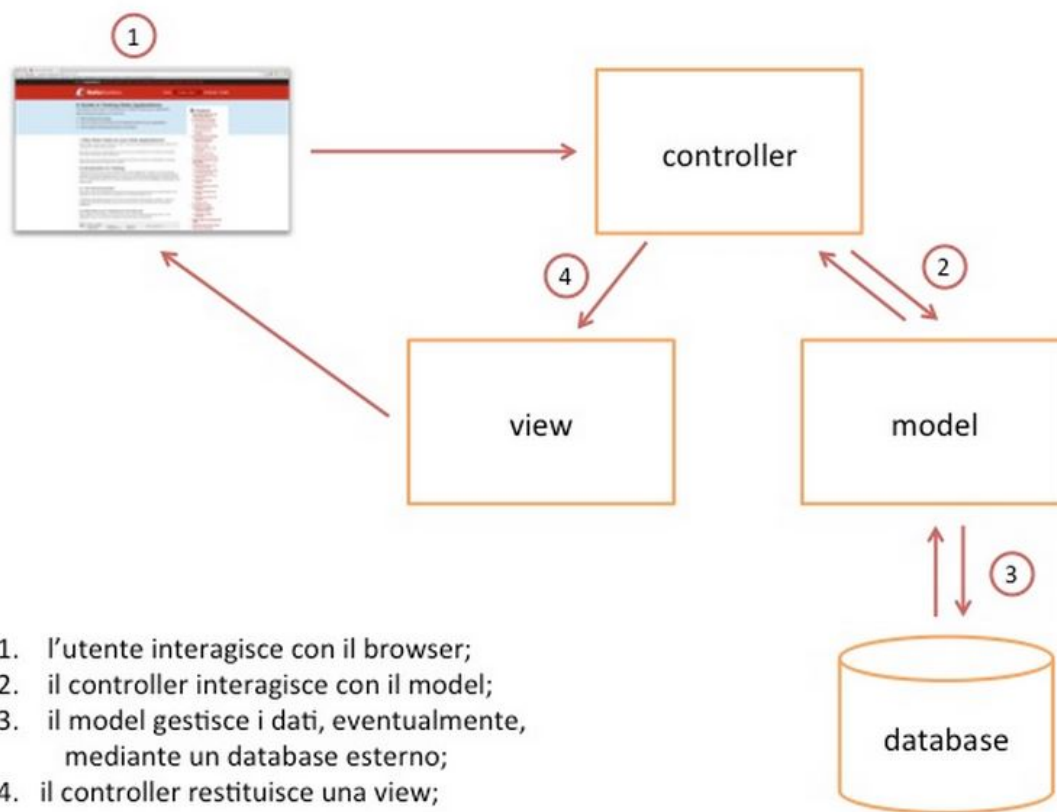 1
controller
4
2
view
model
3
1. l'utente interagisce con il browser;
2. il controller interagisce con il model;
3. il model gestisce i dati, eventualmente,
mediante un database esterno;
4. il controller restituisce una view;
database